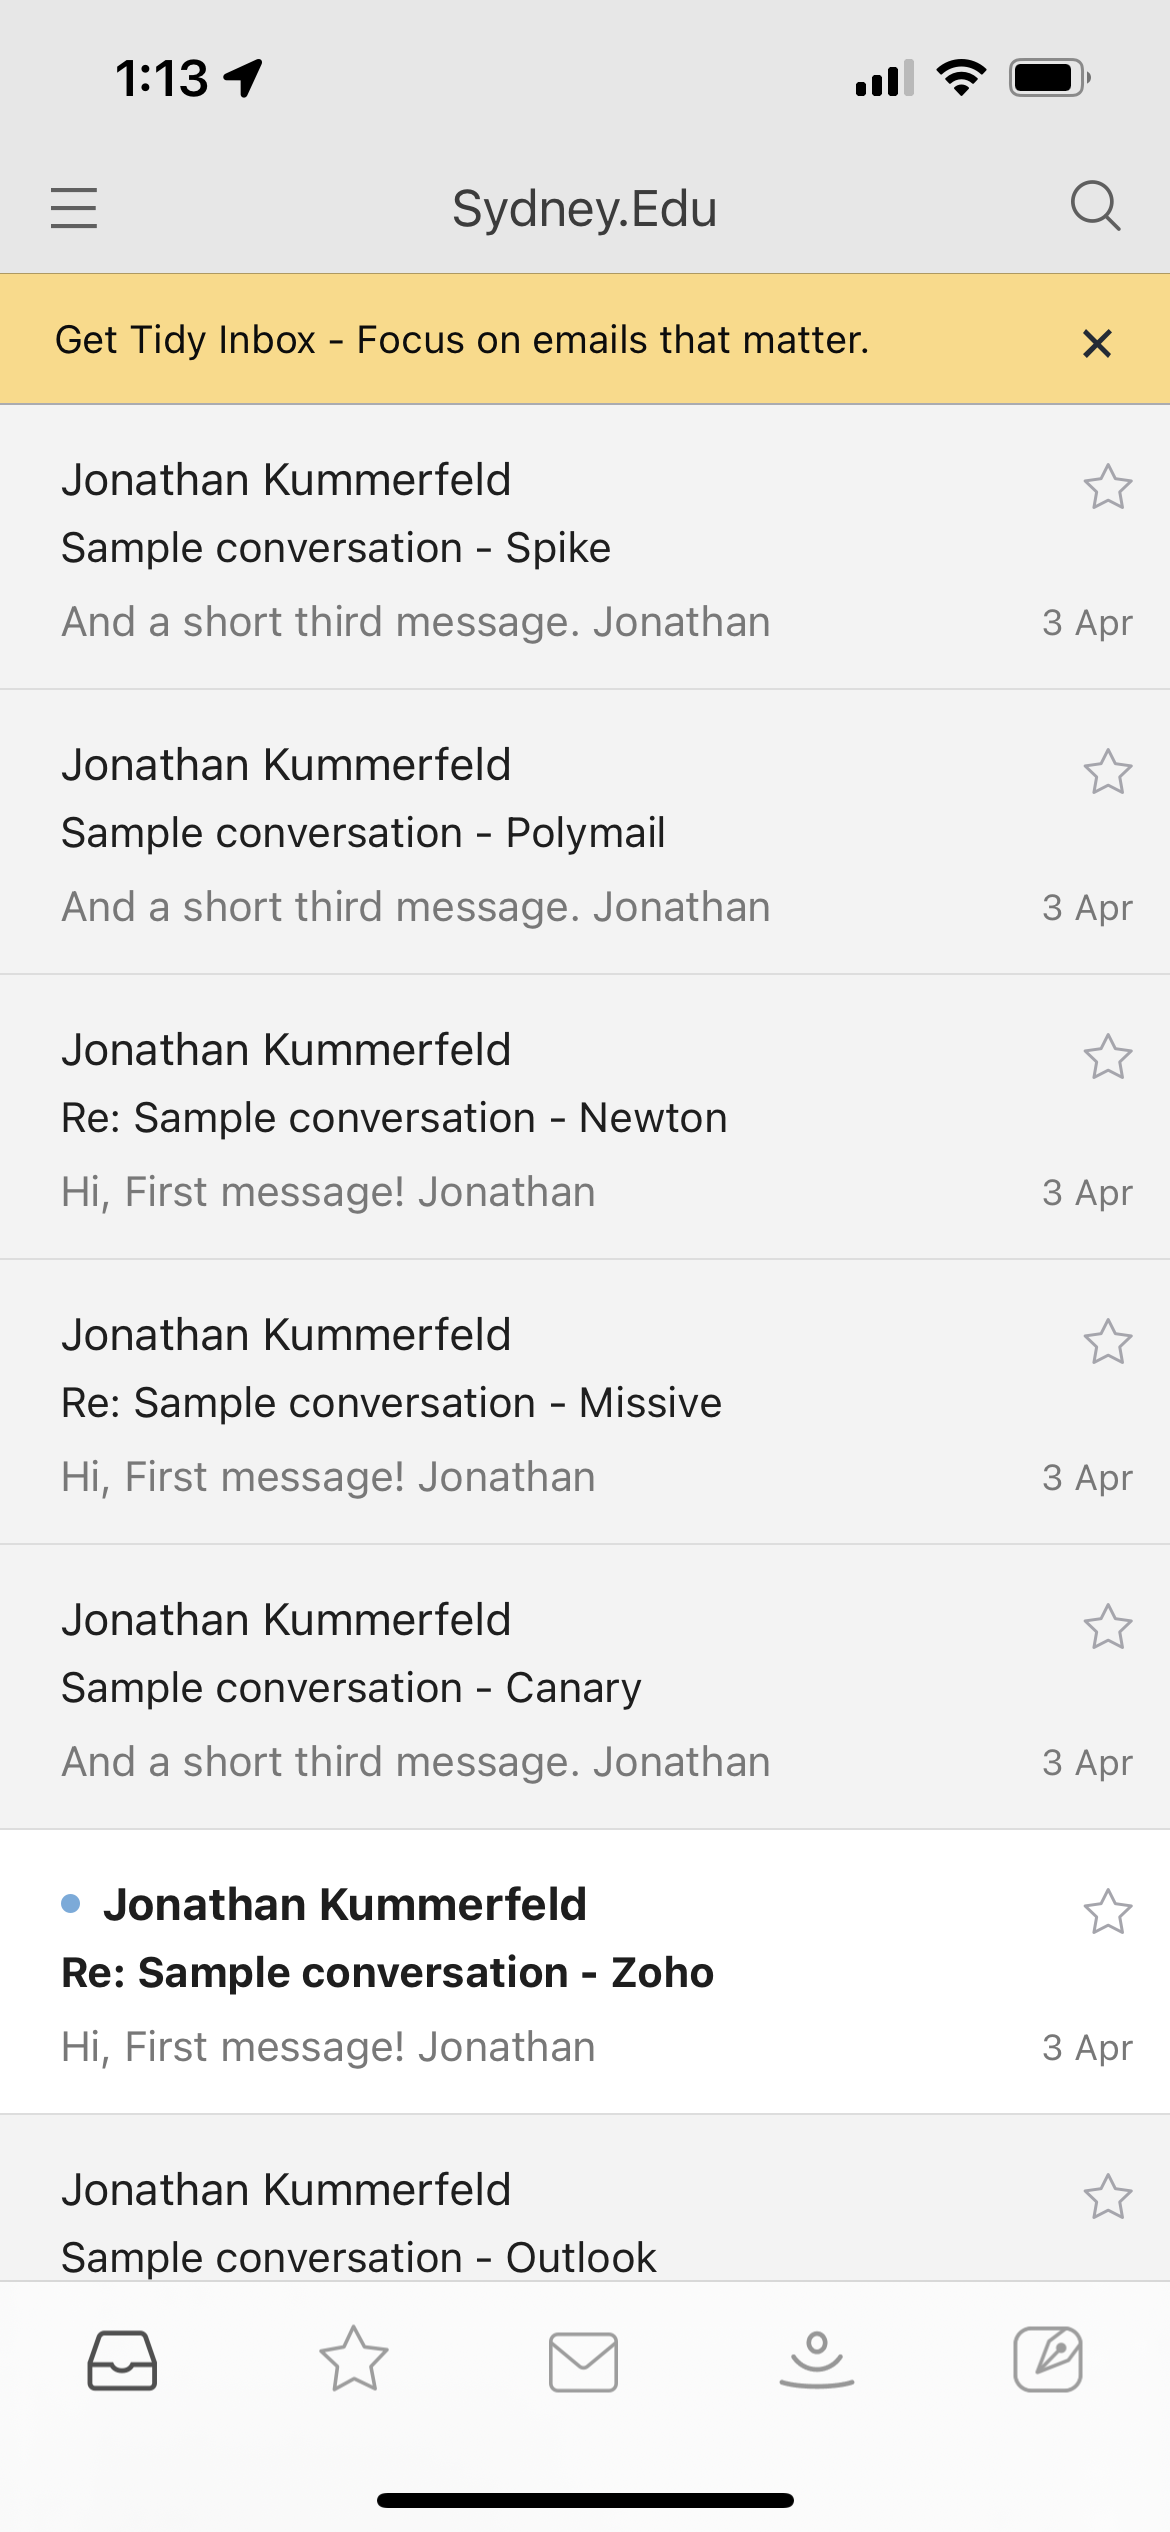 1:13
Sydney.Edu
Get Tidy Inbox - Focus on emails that matter.
Jonathan Kummerfeld
Sample conversation - Spike
And a short third message. Jonathan
3 Apr
Jonathan Kummerfeld
Sample conversation - Polymail
And a short third message. Jonathan
3 Apr
Jonathan Kummerfeld
Re: Sample conversation - Newton
Hi, First message! Jonathan
3 Apr
Jonathan Kummerfeld
Re: Sample conversation - Missive
Hi, First message! Jonathan
3 Apr
Jonathan Kummerfeld
Sample conversation - Canary
And a short third message. Jonathan
3 Apr
Jonathan Kummerfeld
Re: Sample conversation - Zoho
Hi, First message! Jonathan
3 Apr
Jonathan Kummerfeld
Sample conversation - Outlook